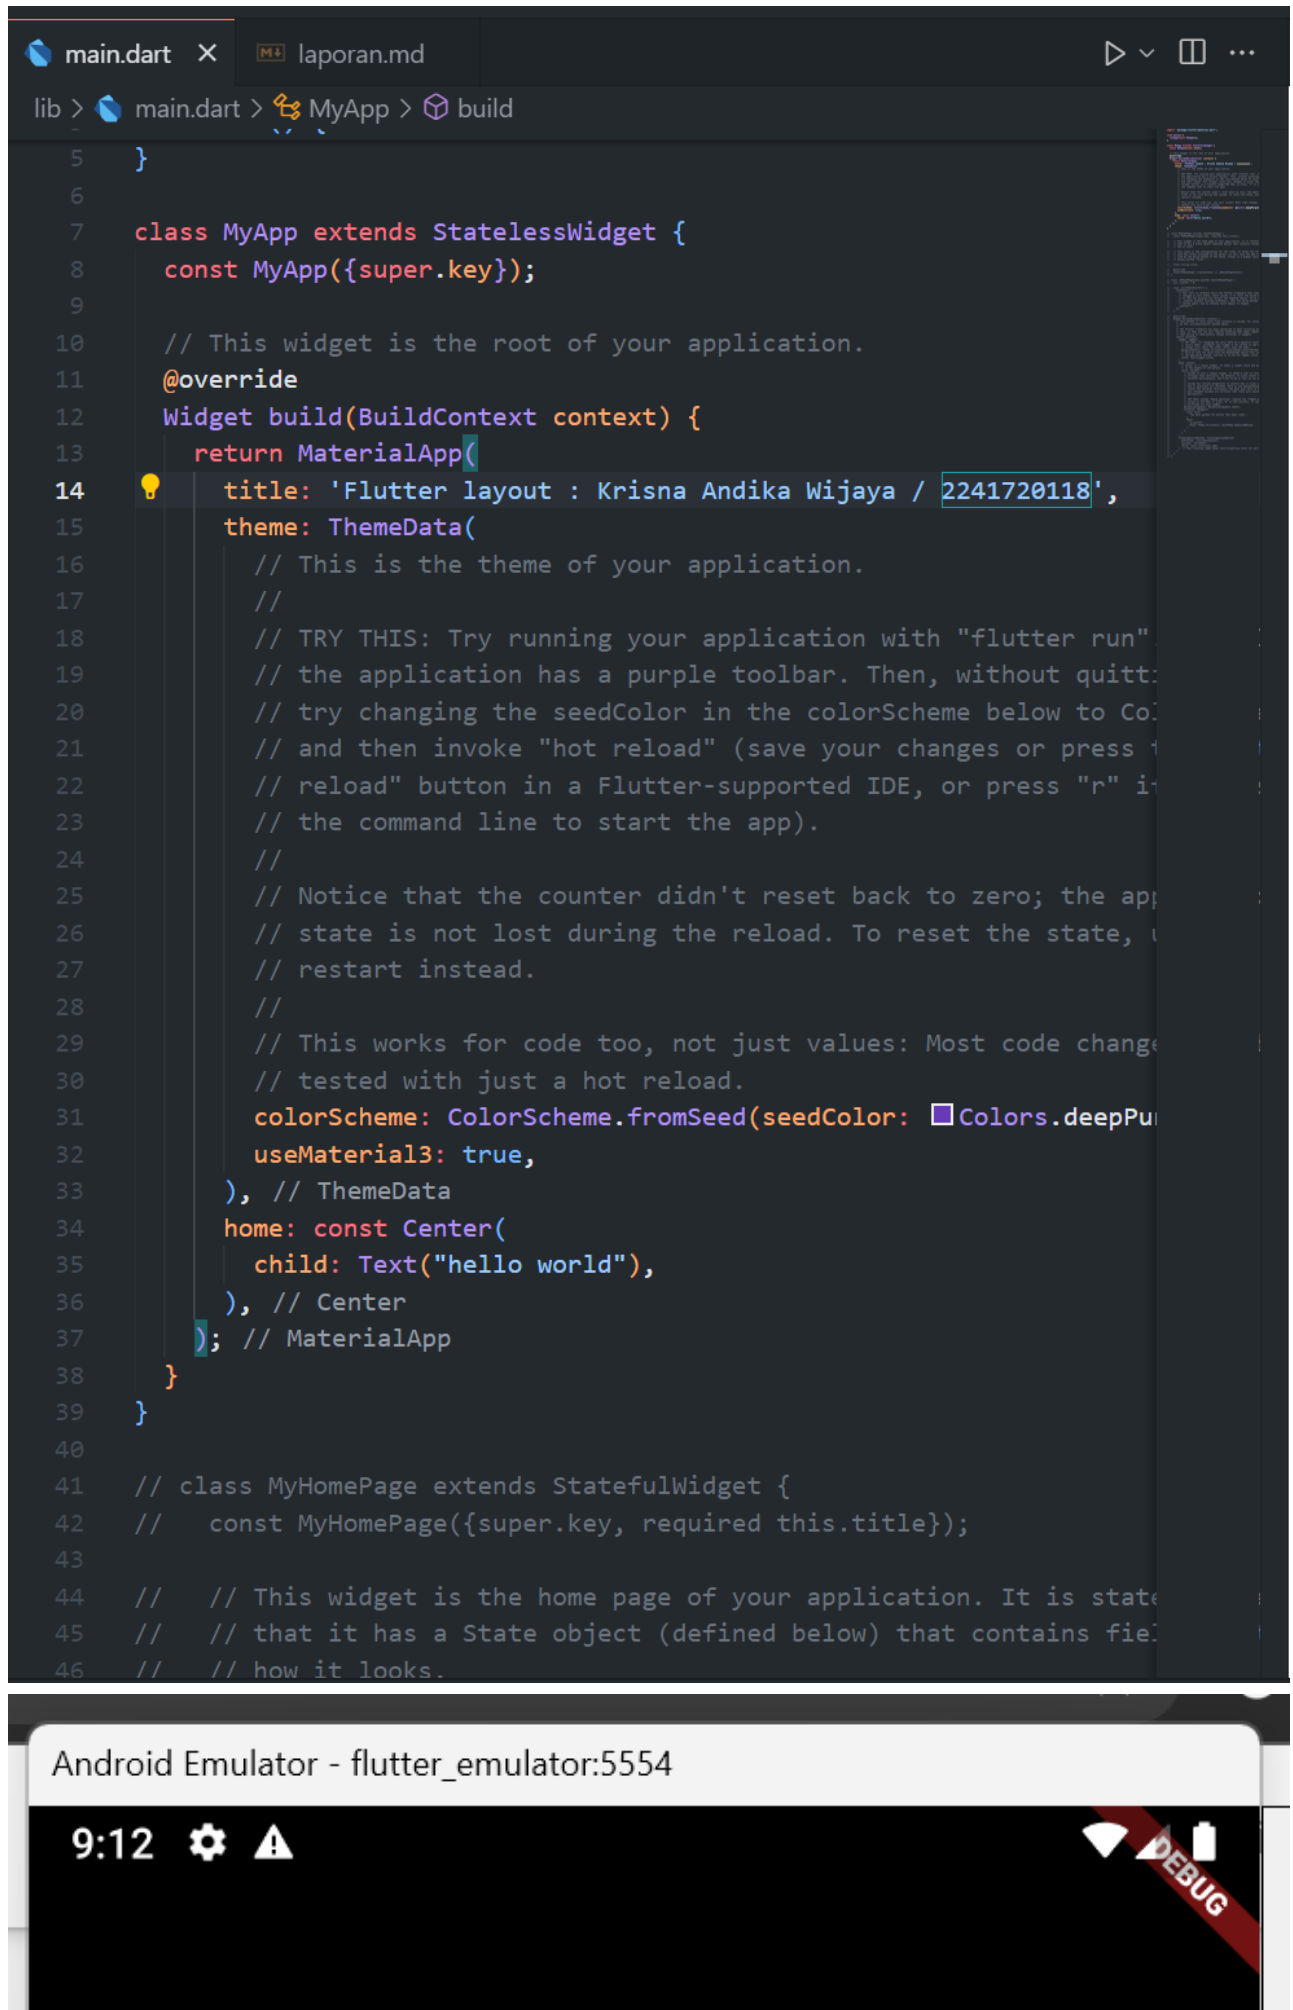 main.dart
laporan.md
lib > main.dart > MyApp > build
5 }
6
7 class MyApp extends StatelessWidget {
8 const MyApp({super.key});
9
10 // This widget is the root of your application.
11 @override
12 Widget build(BuildContext context) {
13 return MaterialApp(
14 title: 'Flutter layout : Krisna Andika Wijaya / 2241720118',
15 theme: ThemeData(
16 // This is the theme of your application.
17 //
18 // TRY THIS: Try running your application with "flutter run"
19 // the application has a purple toolbar. Then, without
20 // try changing the seedColor in the colorScheme below to
21 // and then invoke "hot reload" (save your changes or press
22 // reload" button in a Flutter-supported IDE, or press "r"
23 // the command line to start the app).
24 //
25 // Notice that the counter didn't reset back to zero; the
26 // state is not lost during the reload. To reset the state,
27 // restart instead.
28 //
29 // This works for code too, not just values: Most code
30 // tested with just a hot reload.
31 colorScheme: ColorScheme.fromSeed(seedColor: Colors.deepPu
32 useMaterial3: true,
33 ), // ThemeData
34 home: const Center(
35 child: Text("hello world"),
36 ), // Center
37 ); // MaterialApp
38 }
39 }
40
41 // class MyHomePage extends StatefulWidget {
42 // const MyHomePage({super.key, required this.title});
43
44 // // This widget is the home page of your application. It is
45 // // that it has a State object (defined below) that contains
46 // // how it looks.
Android Emulator - flutter_emulator:5554
9:12
DEBUG